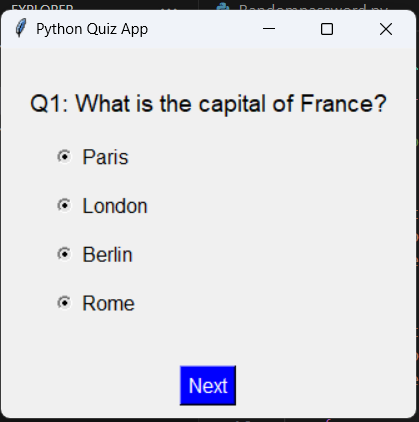 EXPLORER
Randompassword.py
Python Quiz App
Q1: What is the capital of France?
Paris
London
Berlin
Rome
Next